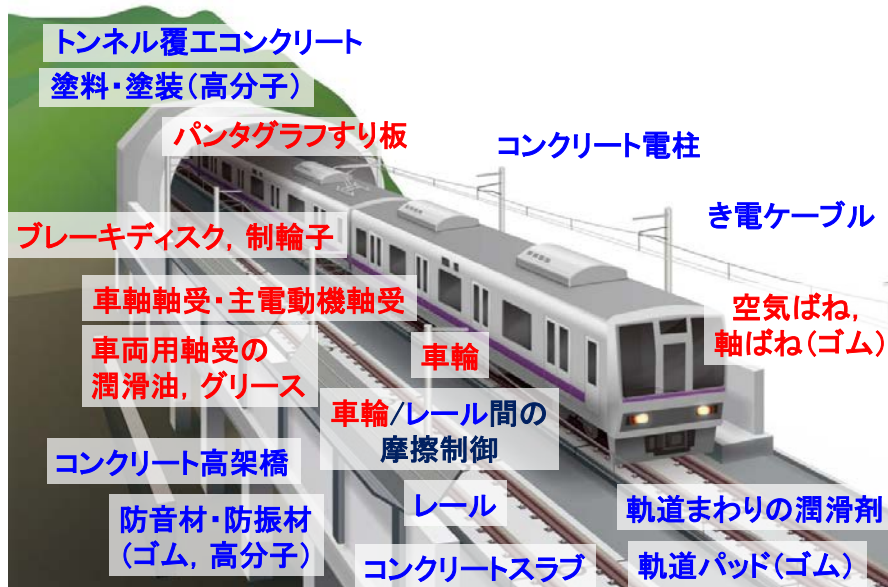 トンネル覆工コンクリート
塗料・塗装（高分子）
パンタグラフすり板
コンクリート電柱
き電ケーブル
ブレーキディスク，制輪子
車軸軸受・主電動機軸受
空気ばね，
軸ばね（ゴム）
車両用軸受の
潤滑油，グリース
車輪
車輪/レール間の
摩擦制御
コンクリート高架橋
レール
軌道まわりの潤滑剤
防音材・防振材
（ゴム，高分子）
コンクリートスラブ
軌道パッド（ゴム）